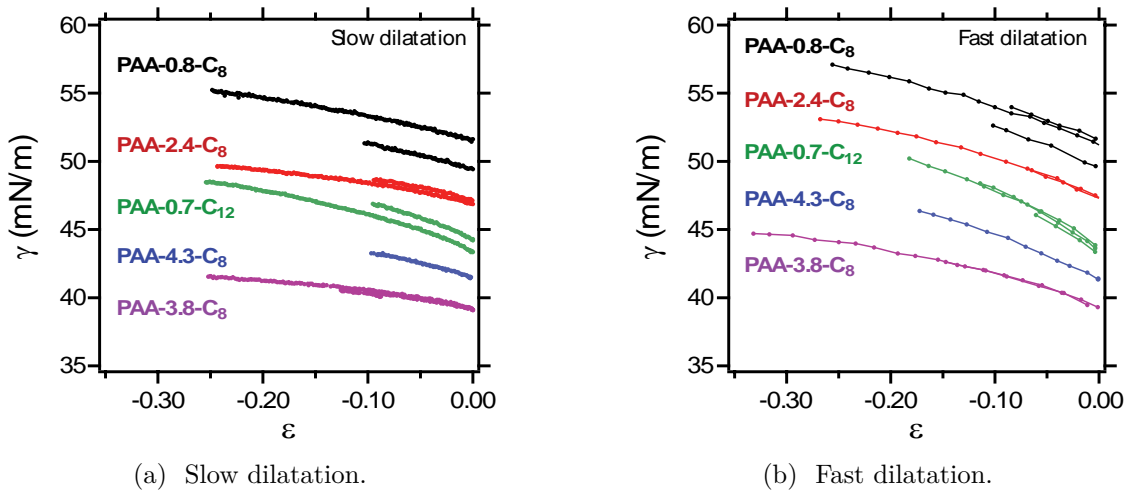 60
55
50
45
40
35
γ (mN/m)
Slow dilatation
PAA-0.8-C8
PAA-2.4-C8
PAA-0.7-C12
PAA-4.3-C8
PAA-3.8-C8
-0.30 -0.20 -0.10 0.00
ε
(a) Slow dilatation.
60
55
50
45
40
35
γ (mN/m)
Fast dilatation
PAA-0.8-C8
PAA-2.4-C8
PAA-0.7-C12
PAA-4.3-C8
PAA-3.8-C8
-0.30 -0.20 -0.10 0.00
ε
(b) Fast dilatation.